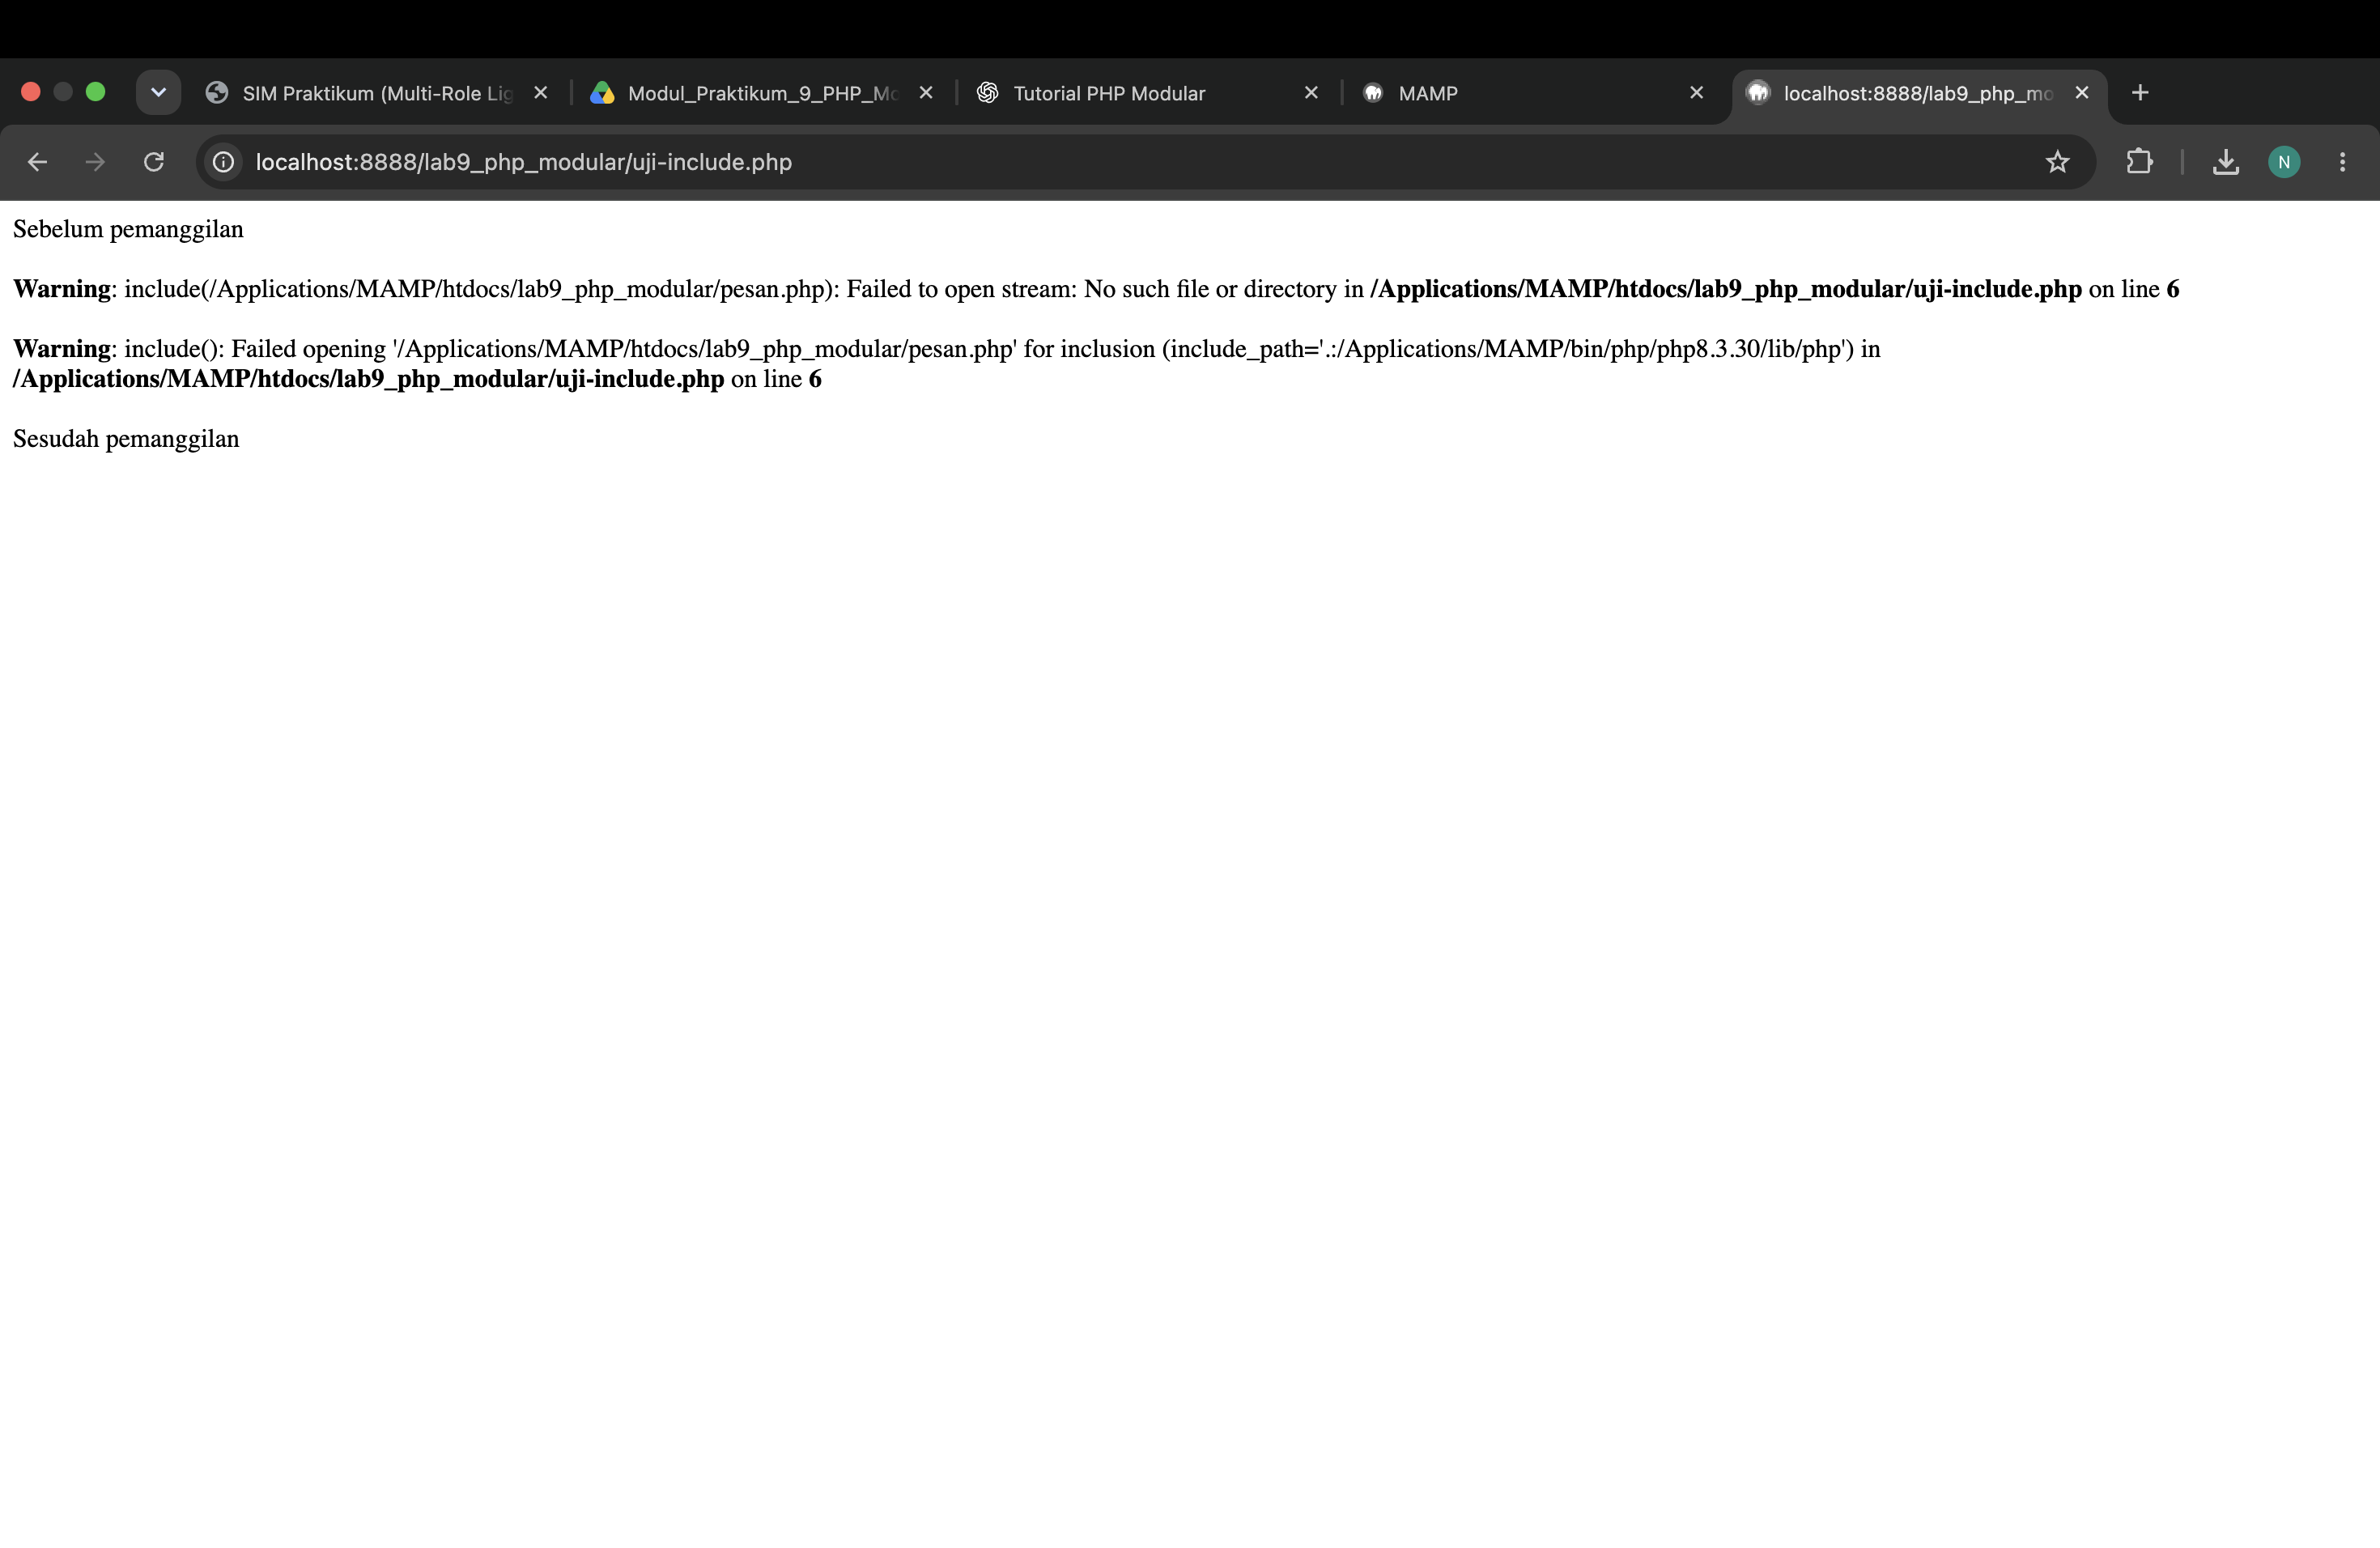 SIM Praktikum (Multi-Role Lig
Modul_Praktikum_9_PHP_Mo
Tutorial PHP Modular
MAMP
localhost:8888/lab9_php_mo
localhost:8888/lab9_php_modular/uji-include.php
N
Sebelum pemanggilan
Warning: include(/Applications/MAMP/htdocs/lab9_php_modular/pesan.php): Failed to open stream: No such file or directory in /Applications/MAMP/htdocs/lab9_php_modular/uji-include.php on line 6
Warning: include(): Failed opening '/Applications/MAMP/htdocs/lab9_php_modular/pesan.php' for inclusion (include_path='.:/Applications/MAMP/bin/php/php8.3.30/lib/php') in
/Applications/MAMP/htdocs/lab9_php_modular/uji-include.php on line 6
Sesudah pemanggilan